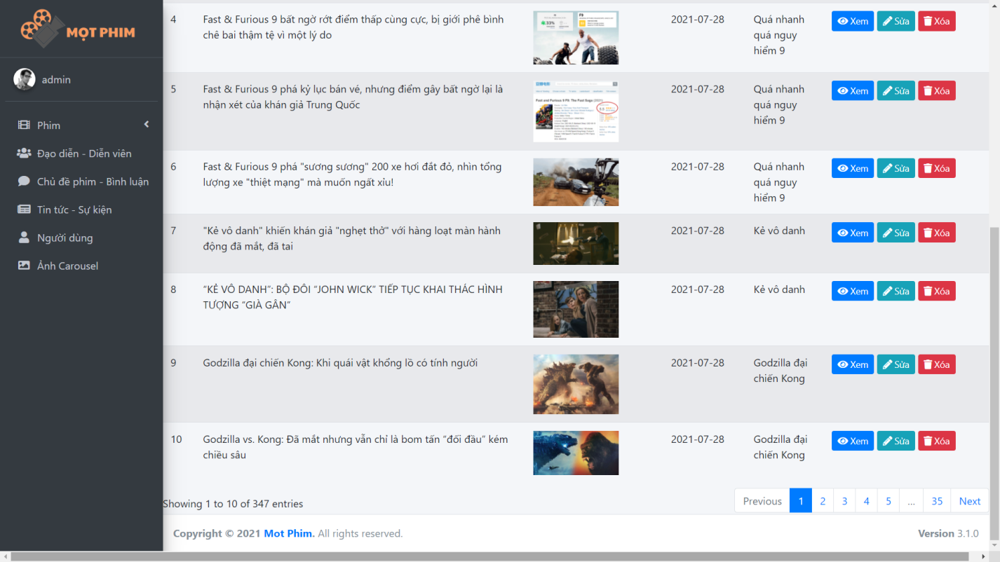 MỌT PHIM
admin
Phim
Đạo diễn - Diễn viên
Chủ đề phim - Bình luận
Tin tức - Sự kiện
Người dùng
Ảnh Carousel
4 Fast & Furious 9 bất ngờ rớt điểm thấp cùng cực, bị giới phê bình 2021-07-28 Quá nhanh Xem Sửa Xóa
chê bai thậm tệ vì một lý do quá nguy
hiểm 9
33%
F9
5 Fast & Furious 9 phá kỷ lục bán vé, nhưng điểm gây bất ngờ lại là 2021-07-28 Quá nhanh Xem Sửa Xóa
nhận xét của khán giả Trung Quốc quá nguy
hiểm 9
Fast and Furious 9 F9: The Fast Saga (2021)
5.5
6 Fast & Furious 9 phá "sương sương" 200 xe hơi đắt đỏ, nhìn tổng 2021-07-28 Quá nhanh Xem Sửa Xóa
lượng xe "thiệt mạng" mà muốn ngất xỉu! quá nguy
hiểm 9
7 "Kẻ vô danh" khiến khán giả "nghẹt thở" với hàng loạt màn hành 2021-07-28 Kẻ vô danh Xem Sửa Xóa
động đã mắt, đã tai
8 “KẺ VÔ DANH”: BỘ ĐÔI “JOHN WICK” TIẾP TỤC KHAI THÁC HÌNH 2021-07-28 Kẻ vô danh Xem Sửa Xóa
TƯỢNG “GIÀ GÂN”
9 Godzilla đại chiến Kong: Khi quái vật khổng lồ có tính người 2021-07-28 Godzilla đại Xem Sửa Xóa
chiến Kong
10 Godzilla vs. Kong: Đã mắt nhưng vẫn chỉ là bom tấn “đối đầu” kém 2021-07-28 Godzilla đại Xem Sửa Xóa
chiều sâu chiến Kong
Showing 1 to 10 of 347 entries
Previous 1 2 3 4 5 ... 35 Next
Copyright © 2021 Mot Phim. All rights reserved.
Version 3.1.0